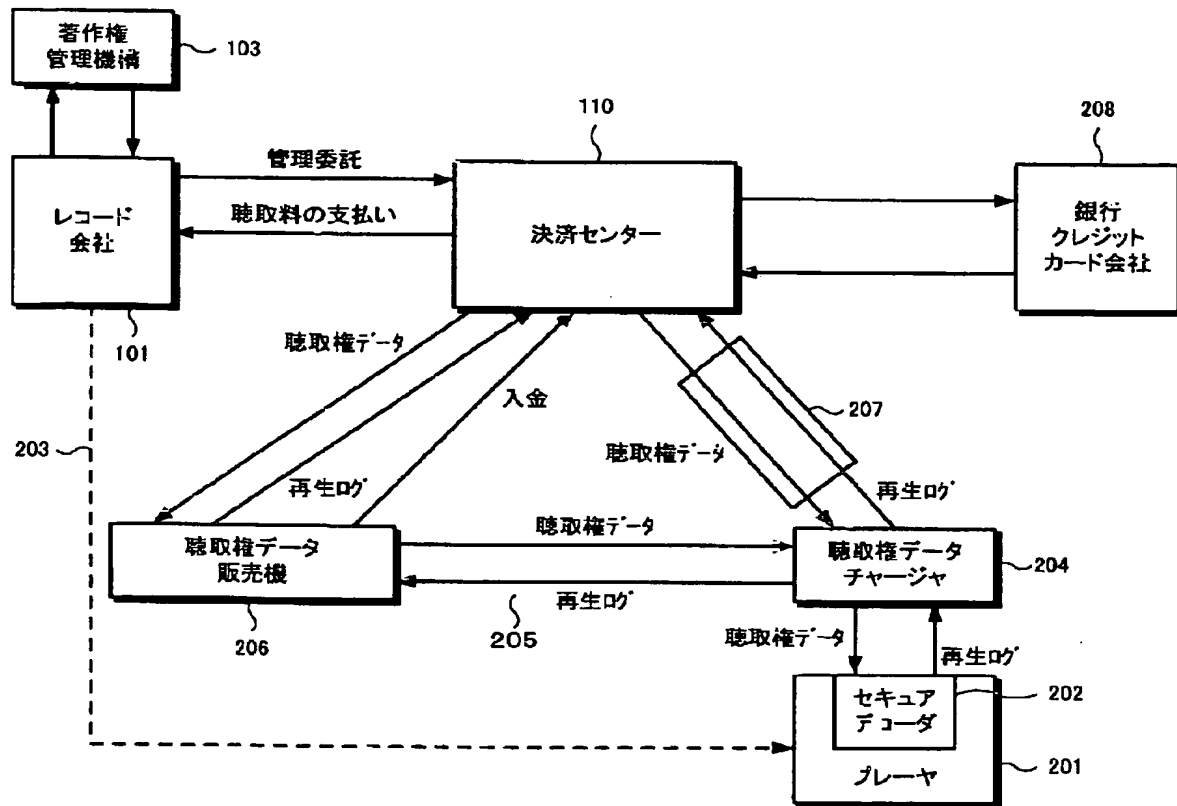 著作権
管理機構
103
110
208
管理委託
レコード
会社
聴取料の支払い
決済センター
銀行
クレジット
カード会社
101
聴取権データ
入金
207
203
聴取権データ
再生ログ
再生ログ
聴取権データ
販売機
聴取権データ
聴取権データ
チャージャ
204
再生ログ
206
205
聴取権データ
再生ログ
セキュア
デコーダ
202
プレーヤ
201